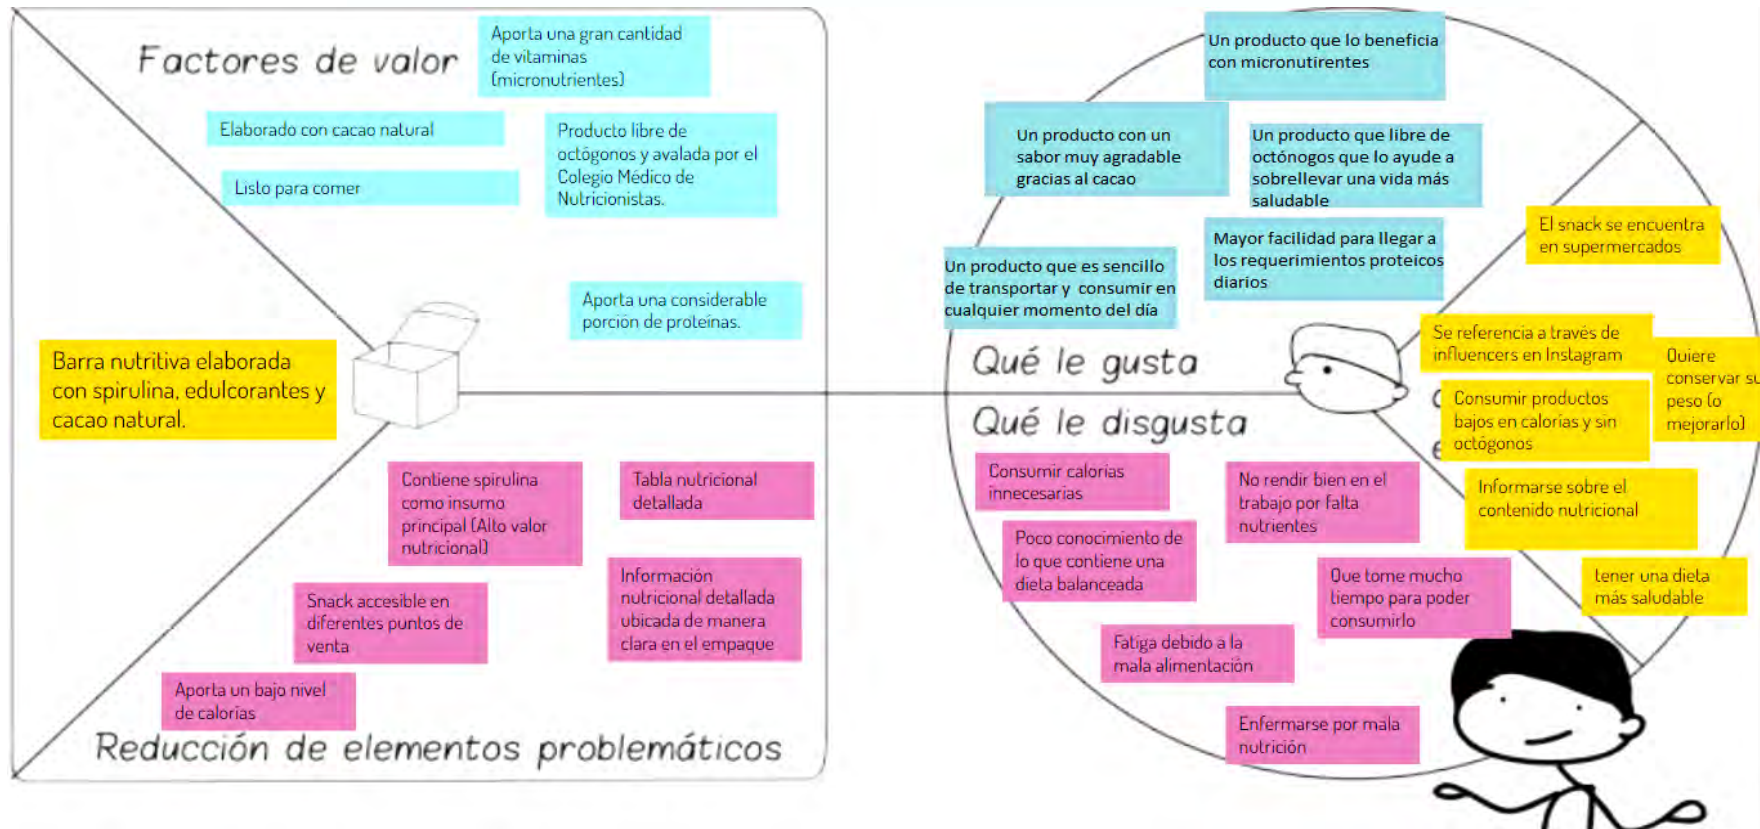 Factores de valor
Aporta una gran cantidad
de vitaminas
(micronutrientes)
Elaborado con cacao natural
Producto libre de
octógonos y avalada por el
Colegio Médico de
Nutricionistas.
Listo para comer
Aporta una considerable
porción de proteínas.
Barra nutritiva elaborada
con spirulina, edulcorantes y
cacao natural.
Contiene spirulina
como insumo
principal (Alto valor
nutricional)
Tabla nutricional
detallada
Información
nutricional detallada
ubicada de manera
clara en el empaque
Snack accesible en
diferentes puntos de
venta
Aporta un bajo nivel
de calorías
Reducción de elementos problemáticos
Un producto que lo beneficia
con micronutirentes
Un producto con un
sabor muy agradable
gracias al cacao
Un producto que libre de
octónogos que lo ayude a
sobrellevar una vida más
saludable
Mayor facilidad para llegar a
los requerimientos proteicos
diarios
Un producto que es sencillo
de transportar y consumir en
cualquier momento del día
Qué le gusta
Qué le disgusta
El snack se encuentra
en supermercados
Se referencia a través de
influencers en Instagram
Quiere
conservar su
peso (o
mejorarlo)
Consumir productos
bajos en calorías y sin
octógonos
Informarse sobre el
contenido nutricional
tener una dieta
más saludable
Consumir calorías
innecesarias
No rendir bien en el
trabajo por falta
nutrientes
Poco conocimiento de
lo que contiene una
dieta balanceada
Que tome mucho
tiempo para poder
consumirlo
Fatiga debido a la
mala alimentación
Enfermarse por mala
nutrición